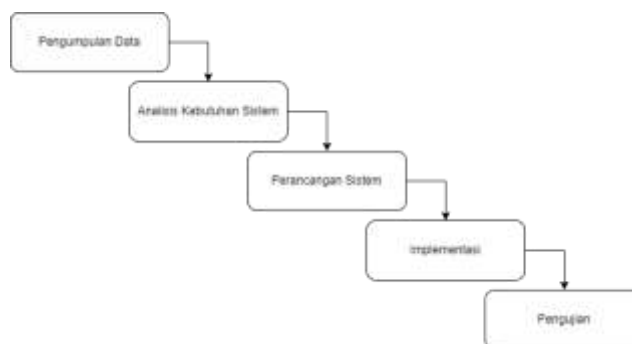 Pengumpulan Data
Analisis Kebutuhan Sistem
Perancangan Sistem
Implementasi
Pengujian